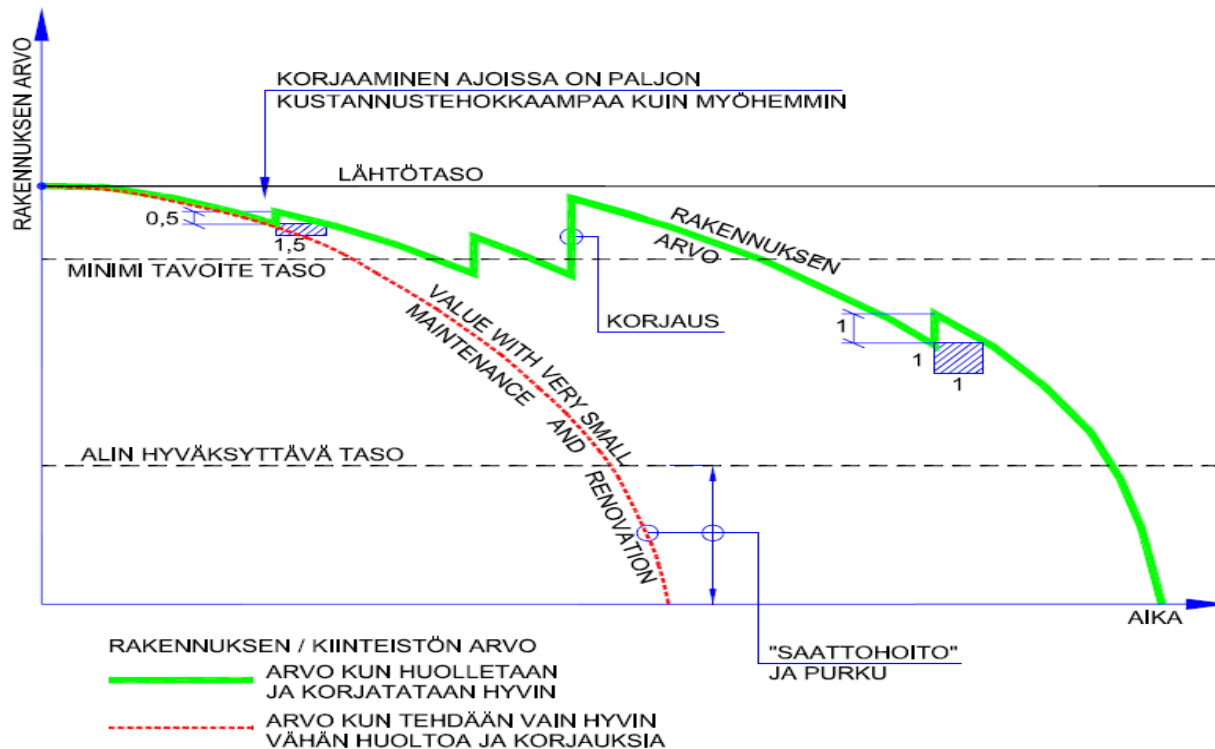 RAKENNUKSEN ARVO
KORJAAMINEN AJOISSA ON PALJON
KUSTANNUSTEHOKKAAMPAA KUIN MYÖHEMMIN
LÄHTÖTASO
0,5
1,5
MINIMI TAVOITE TASO
RAKENNUKSEN
ARVO
KORJAUS
1
1
1
VALUE WITH VERY SMALL
MAINTENANCE AND RENOVATION
ALIN HYVÄKSYTTÄVÄ TASO
AIKA
"SAATTOHOITO"
JA PURKU
RAKENNUKSEN / KIINTEISTÖN ARVO
ARVO KUN HUOLLETAAN
JA KORJATATAAN HYVIN
ARVO KUN TEHDÄÄN VAIN HYVIN
VÄHÄN HUOLTOA JA KORJAUKSIA